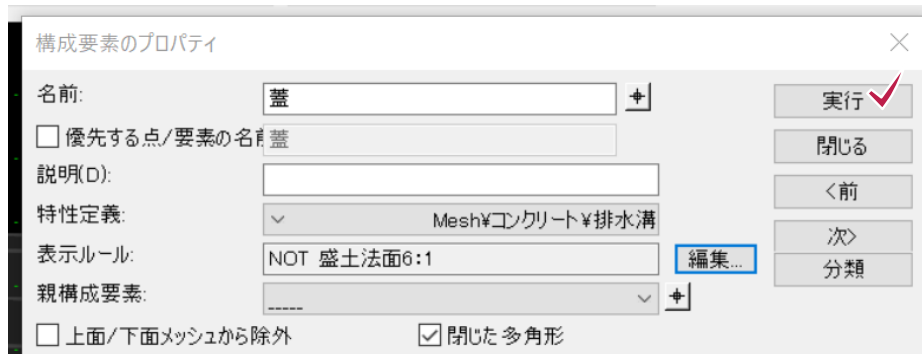 構成要素のプロパティ
名前:
蓋
実行
優先する点/要素の名前
蓋
閉じる
説明(D):
<前
特性定義:
Mesh¥コンクリート¥排水溝
次>
表示ルール:
NOT 盛土法面6:1
編集...
分類
親構成要素:
_____
上面/下面メッシュから除外
閉じた多角形